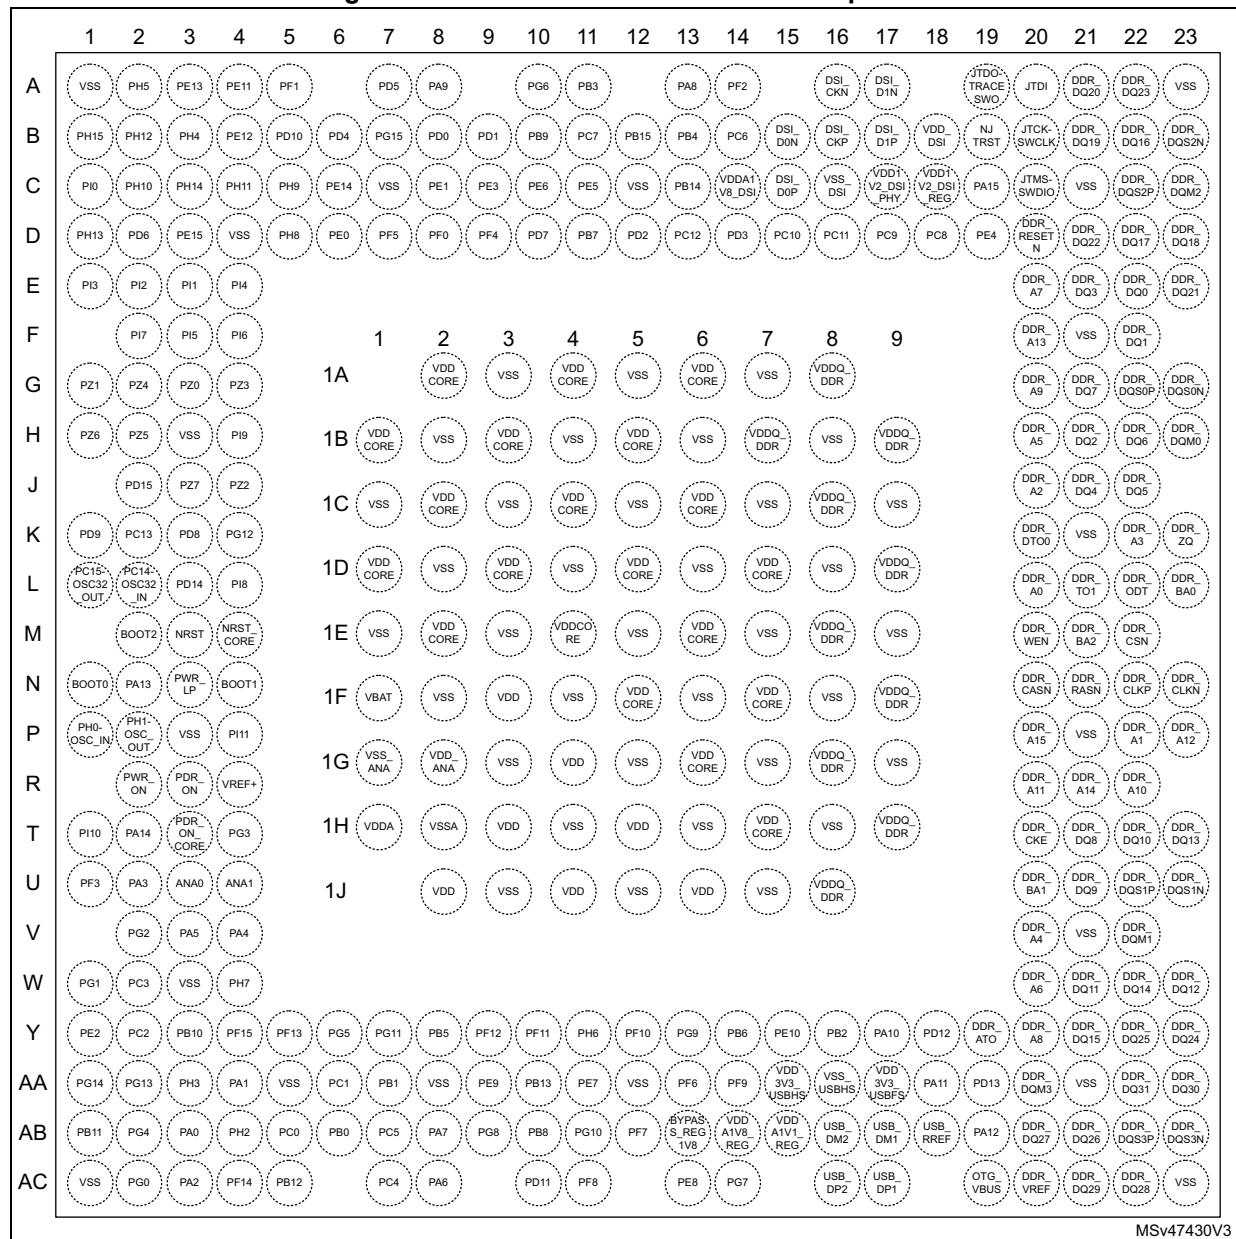 1 2 3 4 5 6 7 8 9 10 11 12 13 14 15 16 17 18 19 20 21 22 23
A VSS PH5 PE13 PE11 PF1 PD5 PA9 PG6 PB3 PA8 PF2 DSI_CKN DSI_D1N JTDO-TRACESWO JTDI DDR_DQ20 DDR_DQ23 VSS
B PH15 PH12 PH4 PE12 PD10 PD4 PG15 PD0 PD1 PB9 PC7 PB15 PB4 PC6 DSI_D0N DSI_CKP DSI_D1P VDD_DSI NJTRST JTCK-SWCLK DDR_DQ19 DDR_DQ16 DDR_DQS2N
C PI0 PH10 PH14 PH11 PH9 PE14 VSS PE1 PE3 PE6 PE5 VSS PB14 VDDA1V8_DSI DSI_D0P VSS_DSI VDD1V2_DSI_PHY VDD1V2_DSI_REG PA15 JTMS-SWDIO VSS DDR_DQS2P DDR_DQM2
D PH13 PD6 PE15 VSS PH8 PE0 PF5 PF0 PF4 PD7 PB7 PD2 PC12 PD3 PC10 PC11 PC9 PC8 PE4 DDR_RESETN DDR_DQ22 DDR_DQ17 DDR_DQ18
E PI3 PI2 PI1 PI4 DDR_A7 DDR_DQ3 DDR_DQ0 DDR_DQ21
F PI7 PI5 PI6 DDR_A13 VSS DDR_DQ1
1 2 3 4 5 6 7 8 9
1A VDDCORE VSS VDDCORE VSS VDDCORE VSS VDDQ_DDR
G PZ1 PZ4 PZ0 PZ3 DDR_A9 DDR_DQ7 DDR_DQS0P DDR_DQS0N
H PZ6 PZ5 VSS PI9 DDR_A5 DDR_DQ2 DDR_DQ6 DDR_DQM0
1B VDDCORE VSS VDDCORE VSS VDDCORE VSS VDDQ_DDR VSS VDDQ_DDR
J PD15 PZ7 PZ2 DDR_A2 DDR_DQ4 DDR_DQ5
1C VSS VDDCORE VSS VDDCORE VSS VDDCORE VSS VDDQ_DDR VSS
K PD9 PC13 PD8 PG12 DDR_DTO0 VSS DDR_A3 DDR_ZQ
1D VDDCORE VSS VDDCORE VSS VDDCORE VSS VDDCORE VSS VDDQ_DDR
L PC15-OSC32_OUT PC14-OSC32_IN PD14 PI8 DDR_A0 DDR_TO1 DDR_ODT DDR_BA0
M BOOT2 NRST NRST_CORE DDR_WEN DDR_BA2 DDR_CSN
1E VSS VDDCORE VSS VDDCORE VSS VDDCORE VSS VDDQ_DDR VSS
N BOOT0 PA13 PWR_LP BOOT1 DDR_CASN DDR_RASN DDR_CLKP DDR_CLKN
1F VBAT VSS VDD VSS VDDCORE VSS VDDCORE VSS VDDQ_DDR
P PH0-OSC_IN PH1-OSC_OUT VSS PI11 DDR_A15 VSS DDR_A1 DDR_A12
1G VSS_ANA VDD_ANA VSS VDD VSS VDDCORE VSS VDDQ_DDR VSS
R PWR_ON PDR_ON VREF+ DDR_A11 DDR_A14 DDR_A10
1H VDDA VSSA VDD VSS VDD VSS VDDCORE VSS VDDQ_DDR
T PI10 PA14 PDR_ON_CORE PG3 DDR_CKE DDR_DQ8 DDR_DQ10 DDR_DQ13
U PF3 PA3 ANA0 ANA1 DDR_BA1 DDR_DQ9 DDR_DQS1P DDR_DQS1N
1J VDD VSS VDD VSS VDD VSS VDDQ_DDR
V PG2 PA5 PA4 DDR_A4 VSS DDR_DQM1
W PG1 PC3 VSS PH7 DDR_A6 DDR_DQ11 DDR_DQ14 DDR_DQ12
Y PE2 PC2 PB10 PF15 PF13 PG5 PG11 PB5 PF12 PF11 PH6 PF10 PG9 PB6 PE10 PB2 PA10 PD12 DDR_ATO DDR_A8 DDR_DQ15 DDR_DQ25 DDR_DQ24
AA PG14 PG13 PH3 PA1 VSS PC1 PB1 VSS PE9 PB13 PE7 VSS PF6 PF9 VDD3V3_USBHS VSS_USBHS VDD3V3_USBFS PA11 PD13 DDR_DQM3 VSS DDR_DQ31 DDR_DQ30
AB PB11 PG4 PA0 PH2 PC0 PB0 PC5 PA7 PG8 PB8 PG10 PF7 BYPASS_REG1V8 VDDA1V8_REG VDDA1V1_REG USB_DM2 USB_DM1 USB_RREF PA12 DDR_DQ27 DDR_DQ26 DDR_DQS3P DDR_DQS3N
AC VSS PG0 PA2 PF14 PB12 PC4 PA6 PD11 PF8 PE8 PG7 USB_DP2 USB_DP1 OTG_VBUS DDR_VREF DDR_DQ29 DDR_DQ28 VSS
MSv47430V3